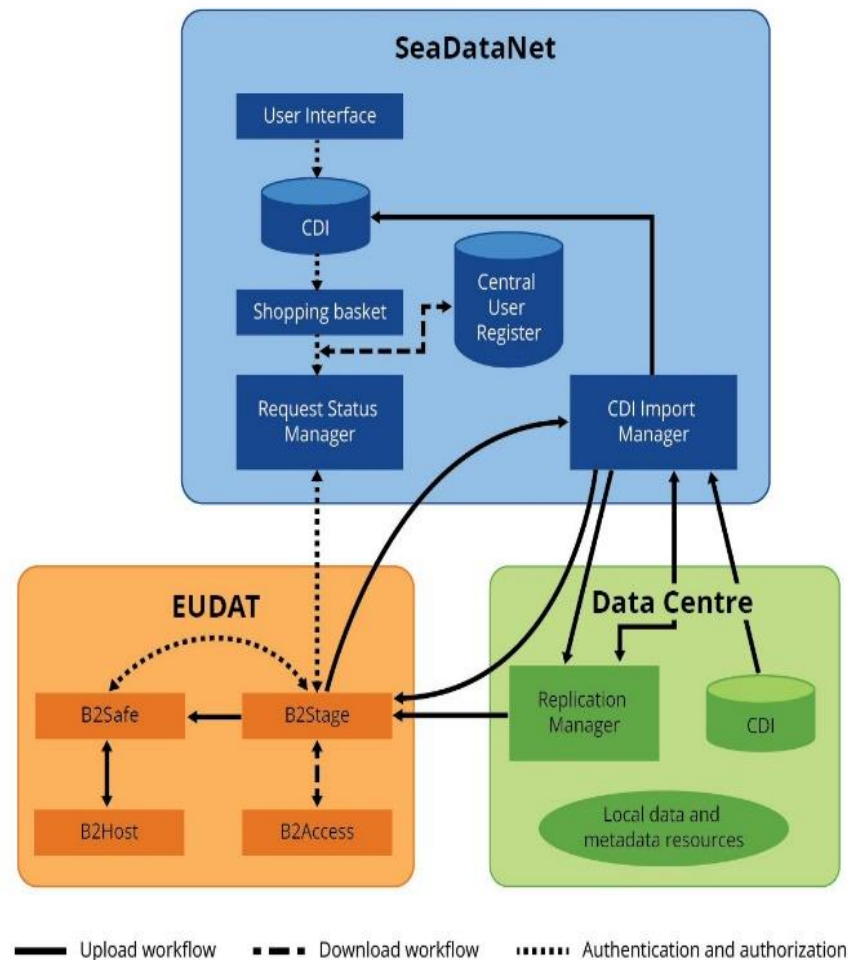 SeaDataNet
User Interface
CDI
Central
User
Register
Shopping basket
Request Status
Manager
CDI Import
Manager
EUDAT
Data Centre
B2Safe
B2Stage
Replication
Manager
CDI
B2Host
B2Access
Local data and
metadata resources
Upload workflow
Download workflow
Authentication and authorization